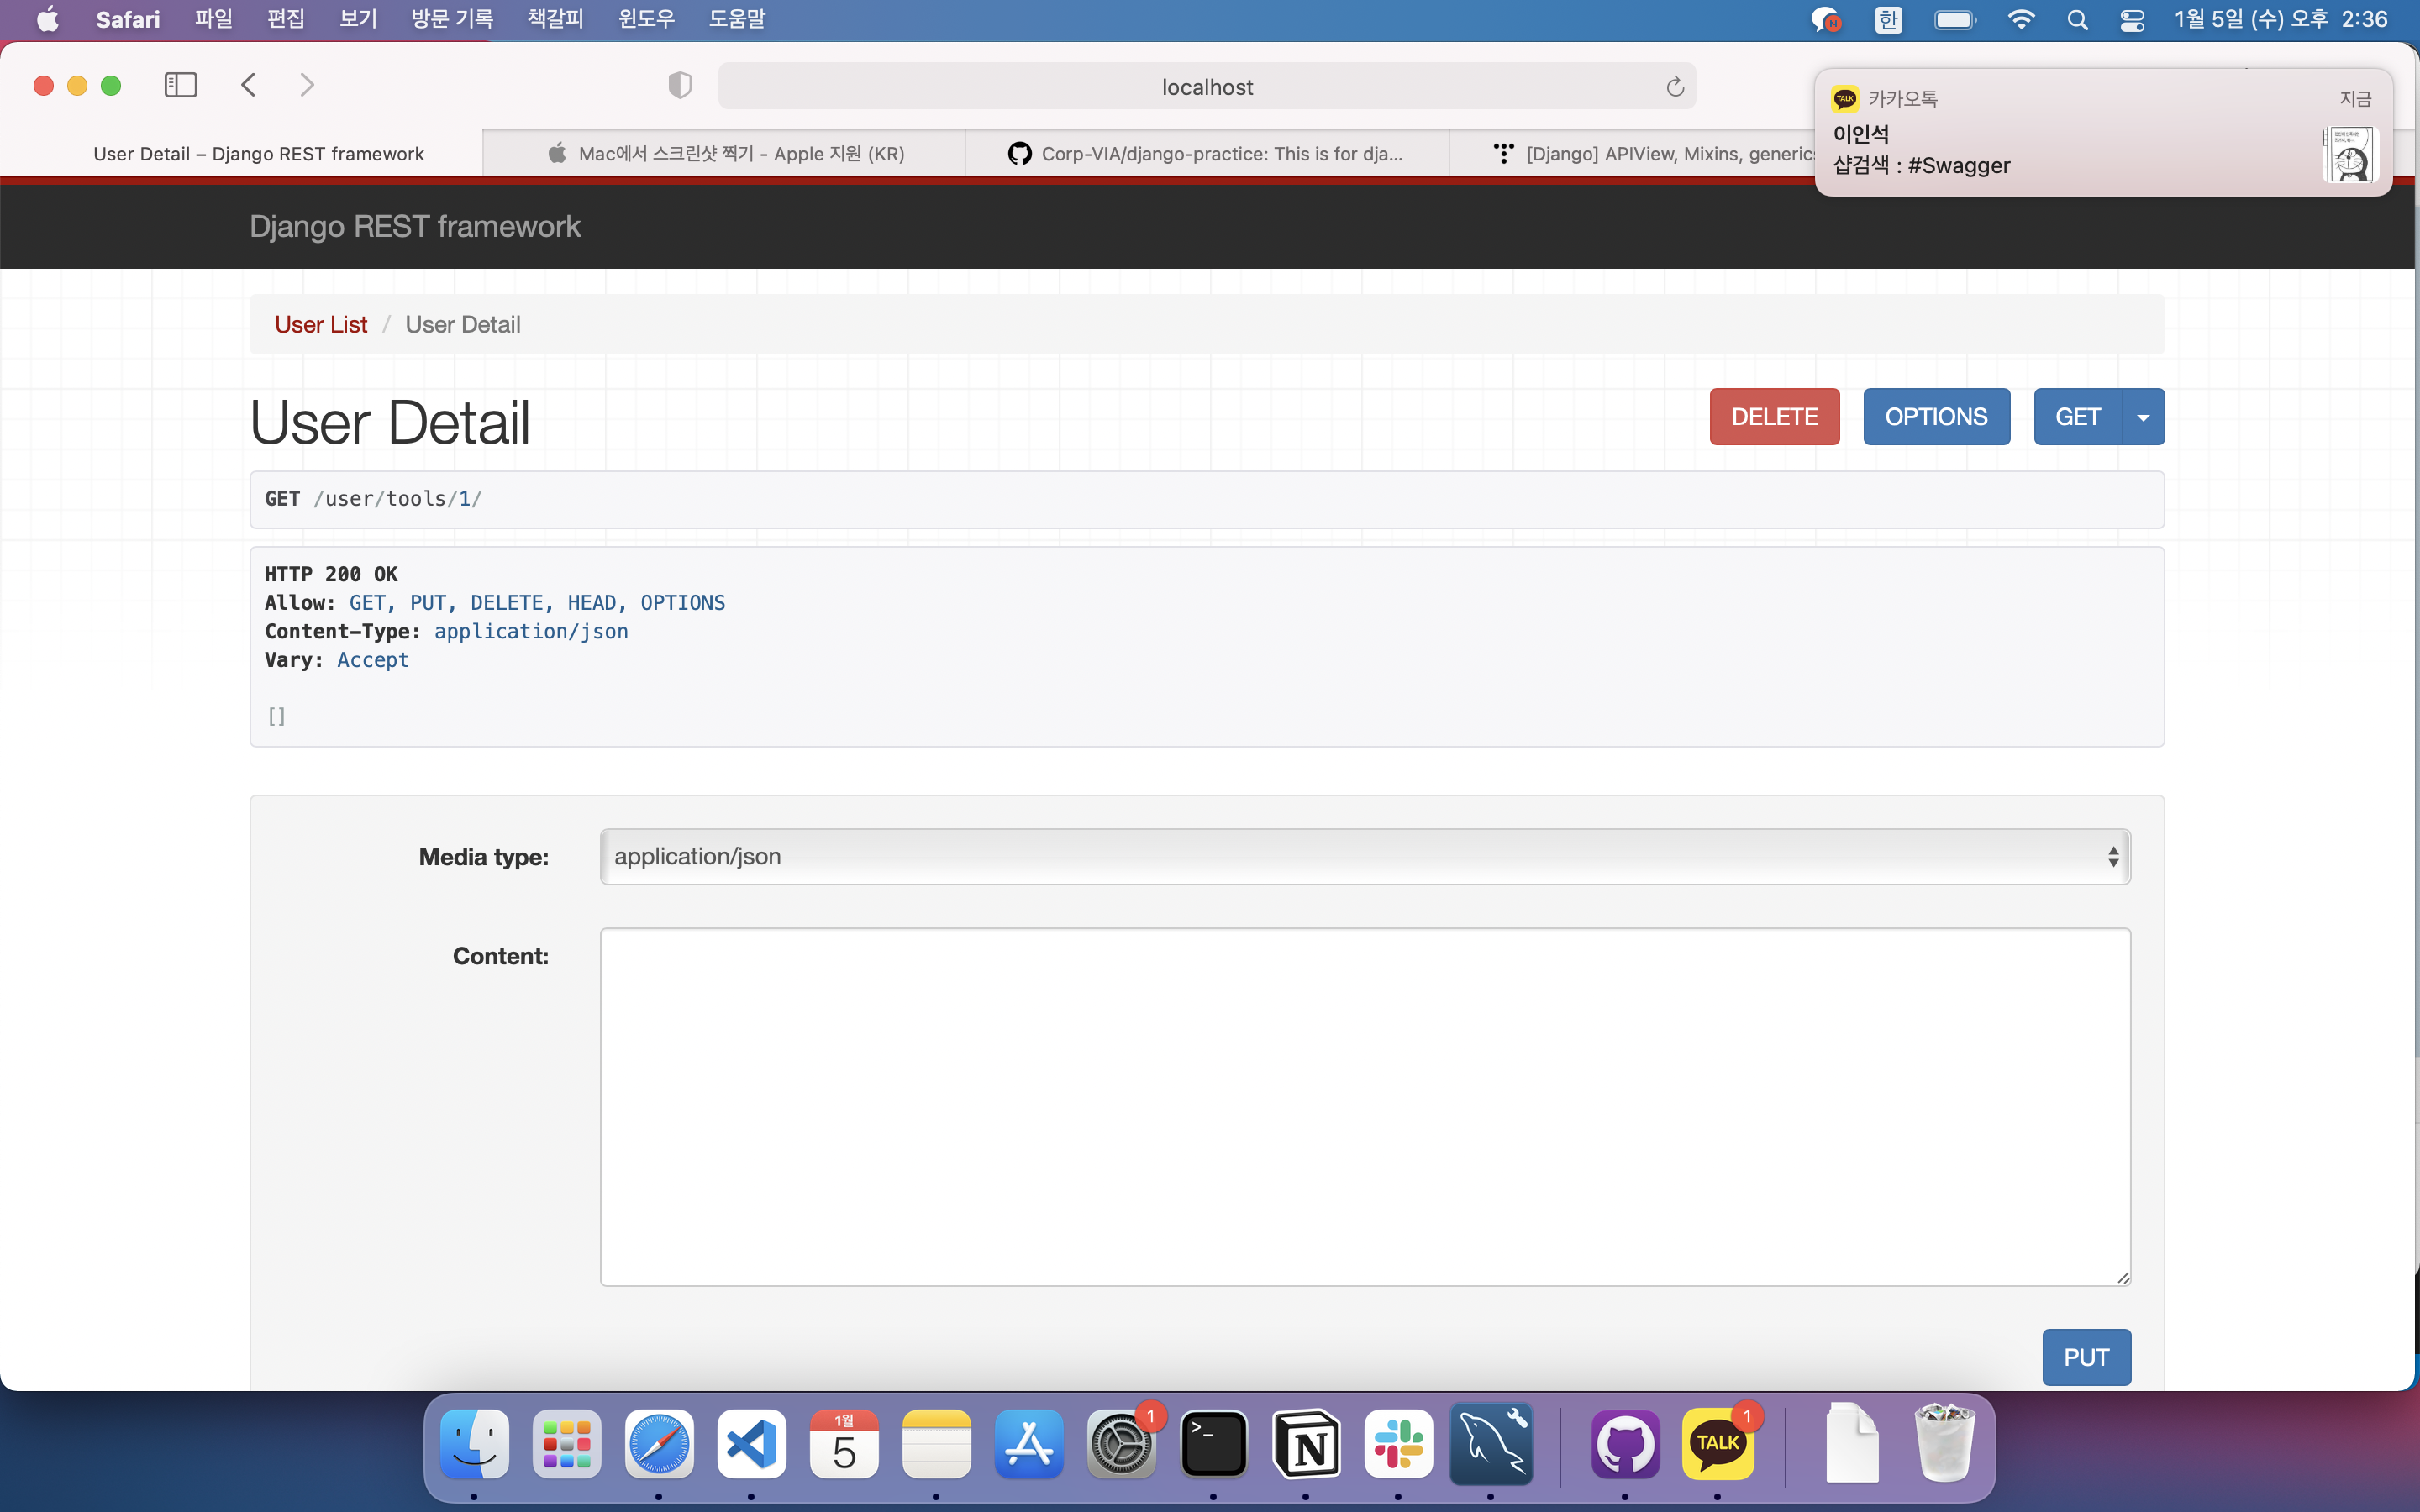 Safari 파일 편집 보기 방문 기록 책갈피 윈도우 도움말 한 1월 5일 (수) 오후 2:36
localhost
카카오톡 지금
이인석
샵검색 : #Swagger
User Detail – Django REST framework
Mac에서 스크린샷 찍기 - Apple 지원 (KR)
Corp-VIA/django-practice: This is for dja...
[Django] APIView, Mixins, generics
Django REST framework
User List / User Detail
User Detail
DELETE OPTIONS GET
GET /user/tools/1/
HTTP 200 OK
Allow: GET, PUT, DELETE, HEAD, OPTIONS
Content-Type: application/json
Vary: Accept
[]
Media type: application/json
Content:
PUT
1월
5
1
>_
N
TALK
1